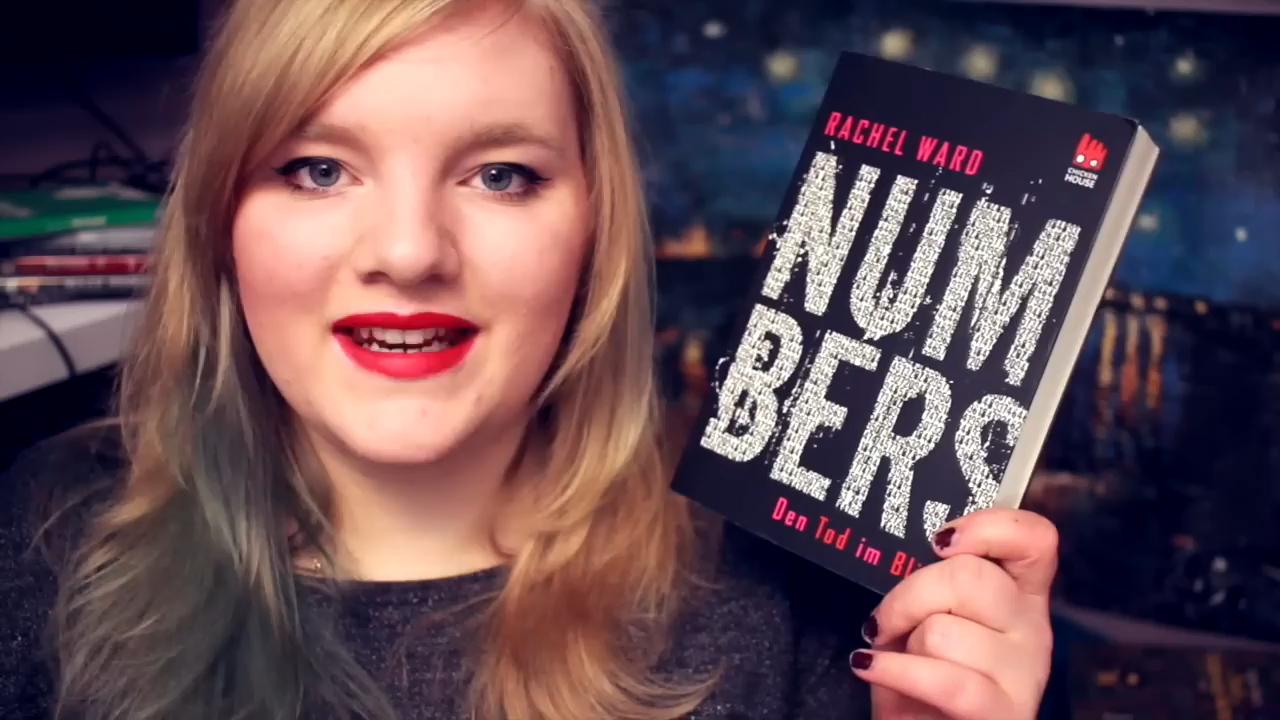 RACHEL WARD
CHICKEN
HOUSE
NUM
BERS
Den Tod im